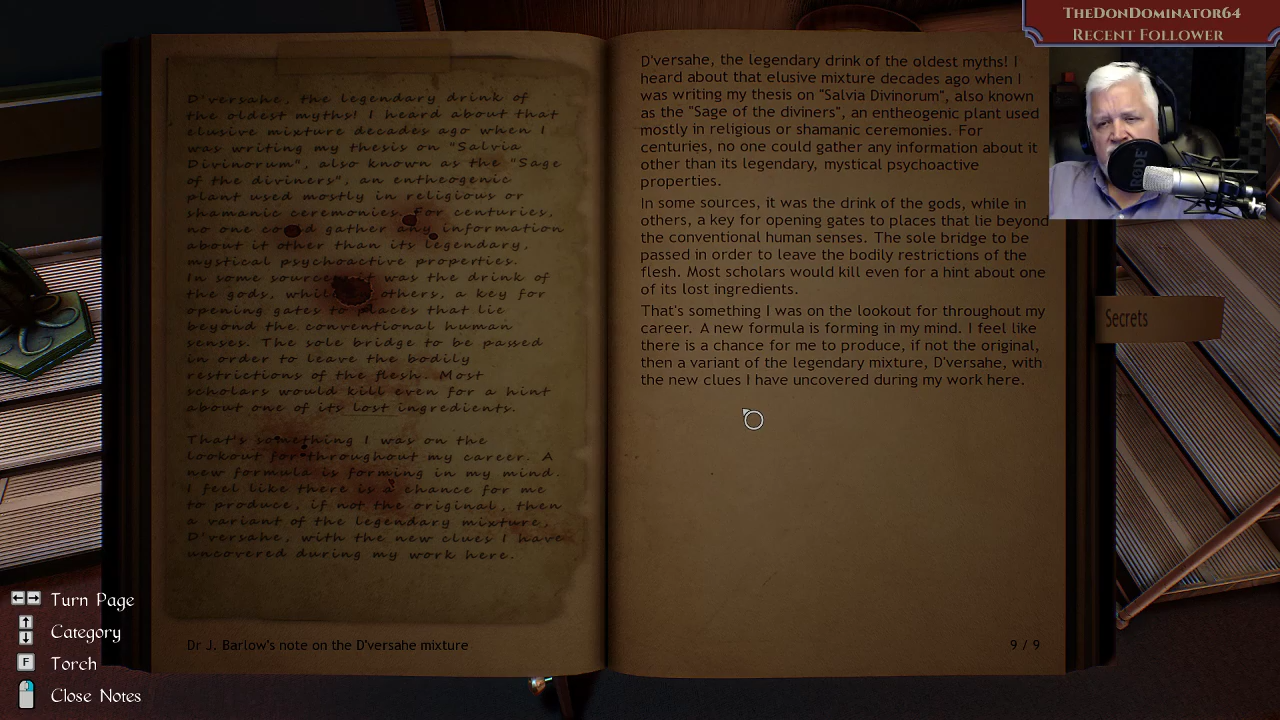 TheDonDominator64
Recent Follower
D'versahe, the legendary drink of
the oldest myths! I heard about that
elusive mixture decades ago when I
was writing my thesis on "Salvia
Divinorum", also known as the "Sage
of the diviners", an entheogenic
plant used mostly in religious or
shamanic ceremonies. For centuries,
no one could gather any information
about it other than its legendary,
mystical psychoactive properties.
In some sources, it was the drink of
the gods, while in others, a key for
opening gates to places that lie
beyond the conventional human
senses. The sole bridge to be passed
in order to leave the bodily
restrictions of the flesh. Most
scholars would kill even for a hint
about one of its lost ingredients.
That's something I was on the
lookout for throughout my career. A
new formula is forming in my mind.
I feel like there is a chance for me
to produce, if not the original, then
a variant of the legendary mixture,
D'versahe, with the new clues I have
uncovered during my work here.
Dr J. Barlow's note on the D'versahe mixture
D'versahe, the legendary drink of the oldest myths! I
heard about that elusive mixture decades ago when I
was writing my thesis on "Salvia Divinorum", also known
as the "Sage of the diviners", an entheogenic plant used
mostly in religious or shamanic ceremonies. For
centuries, no one could gather any information about it
other than its legendary, mystical psychoactive
properties.
In some sources, it was the drink of the gods, while in
others, a key for opening gates to places that lie beyond
the conventional human senses. The sole bridge to be
passed in order to leave the bodily restrictions of the
flesh. Most scholars would kill even for a hint about one
of its lost ingredients.
That's something I was on the lookout for throughout my
career. A new formula is forming in my mind. I feel like
there is a chance for me to produce, if not the original,
then a variant of the legendary mixture, D'versahe, with
the new clues I have uncovered during my work here.
9 / 9
Secrets
RODE
Turn Page
Category
F Torch
Close Notes